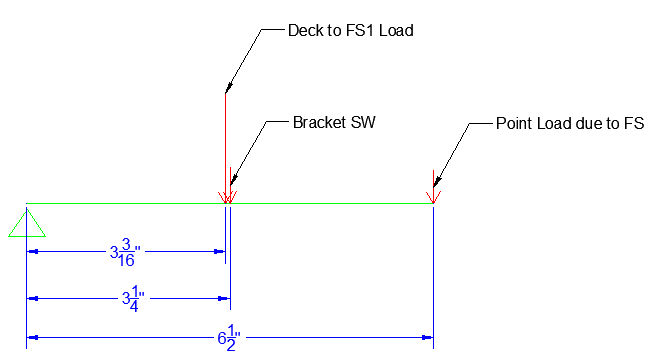 Deck to FS1 Load
Bracket SW
Point Load due to FS
3 3/16"
3 1/4"
6 1/2"